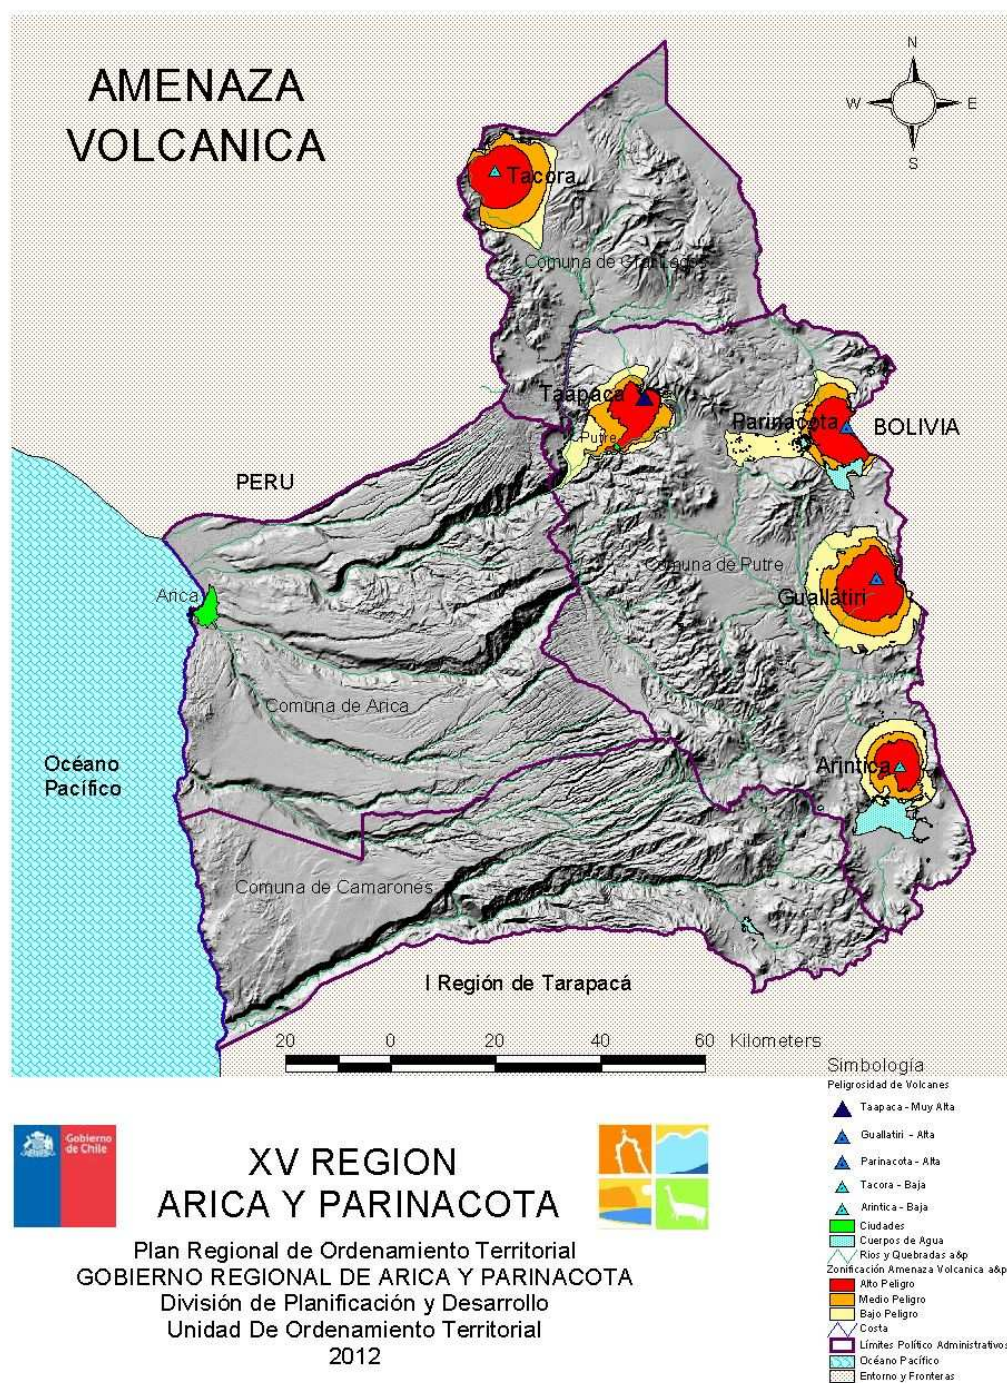 AMENAZA
VOLCANICA
N
W
E
S
Tacora
Comuna de Gral Lagos
Taapaca
Putre
Parinacota
BOLIVIA
PERU
Comuna de Putre
Guallatiri
Arica
Comuna de Arica
Océano
Pacífico
Arintica
Comuna de Camarones
I Región de Tarapacá
20 0 20 40 60 Kilometers
Simbología
Peligrosidad de Volcanes
Taapaca - Muy Alta
Guallatiri - Alta
Parinacota - Alta
Tacora - Baja
Arintica - Baja
Ciudades
Cuerpos de Agua
Rios y Quebradas a&p
Zonificación Amenaza Volcanica a&p
Alto Peligro
Medio Peligro
Bajo Peligro
Costa
Límites Político Administrativos
Océano Pacífico
Entorno y Fronteras
Gobierno
de Chile
XV REGION
ARICA Y PARINACOTA
Plan Regional de Ordenamiento Territorial
GOBIERNO REGIONAL DE ARICA Y PARINACOTA
División de Planificación y Desarrollo
Unidad De Ordenamiento Territorial
2012